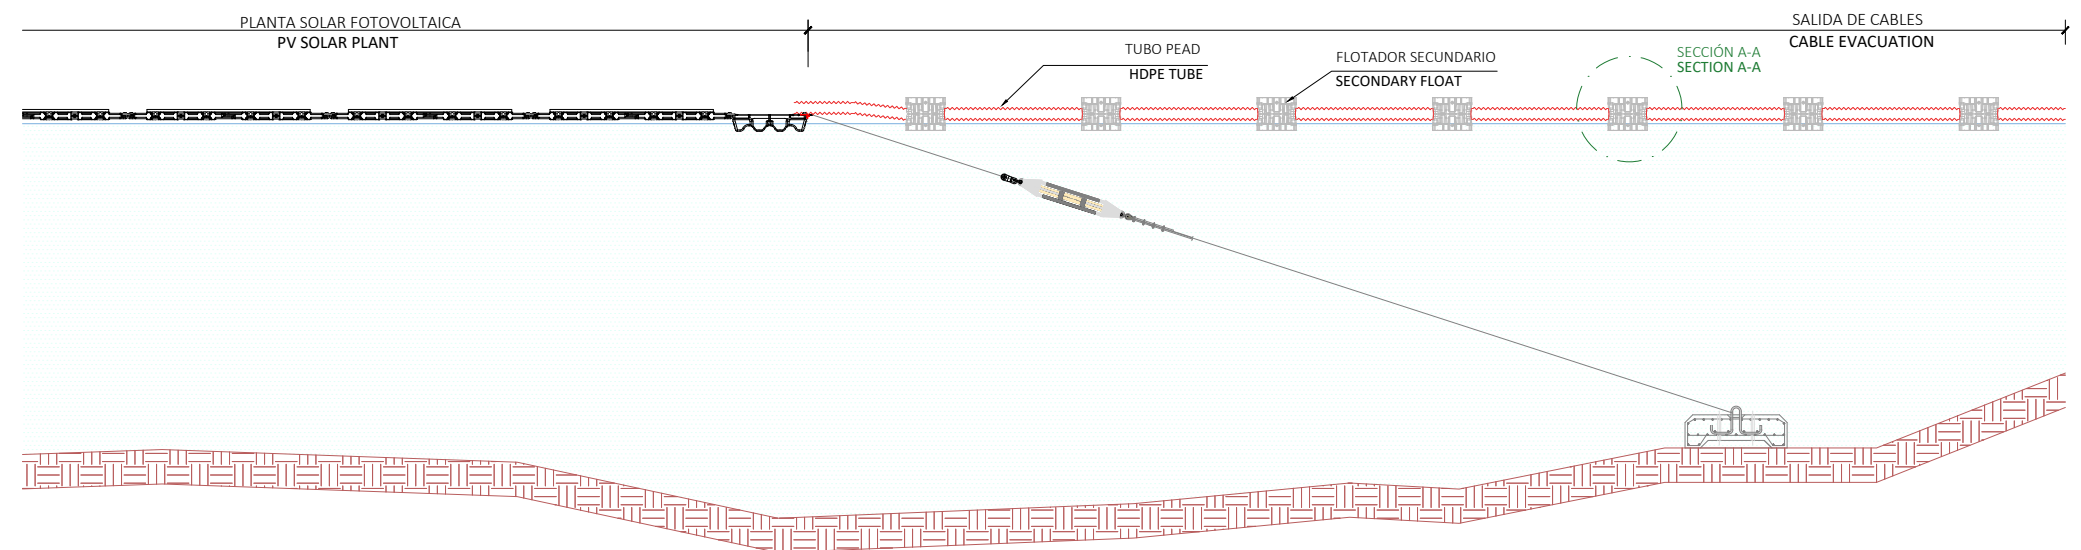 PLANTA SOLAR FOTOVOLTAICA
PV SOLAR PLANT
SALIDA DE CABLES
CABLE EVACUATION
TUBO PEAD
HDPE TUBE
FLOTADOR SECUNDARIO
SECONDARY FLOAT
SECCIÓN A-A
SECTION A-A